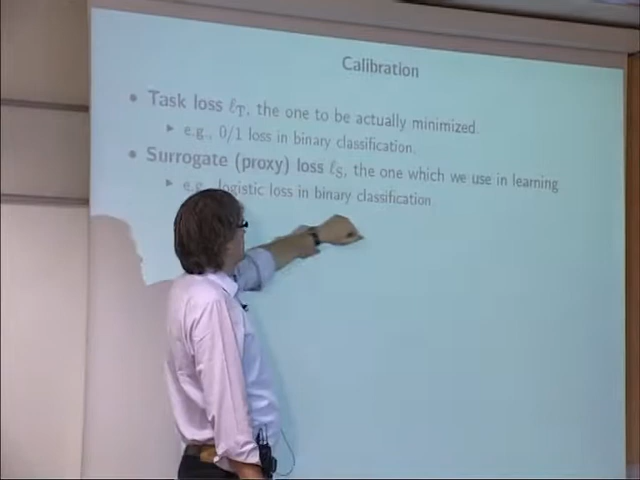 Calibration
• Task loss ℓT, the one to be actually minimized.
▶ e.g., 0/1 loss in binary classification.
• Surrogate (proxy) loss ℓS, the one which we use in learning
▶ e.g., logistic loss in binary classification.